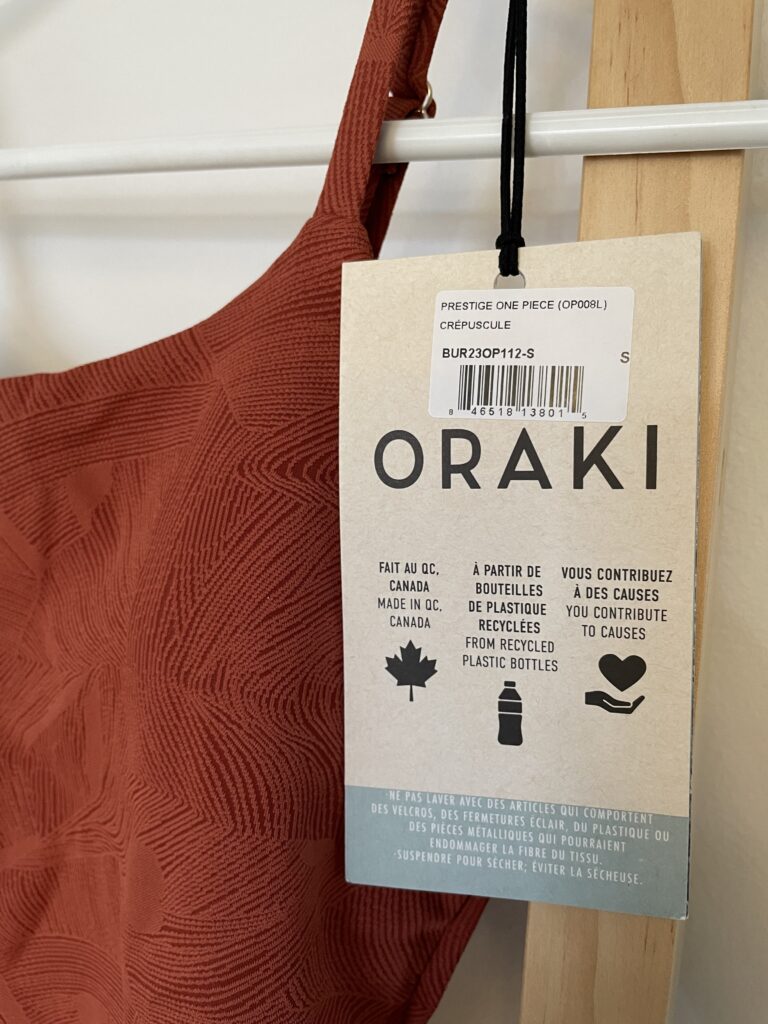 PRESTIGE ONE PIECE (OP008L)
CRÉPUSCULE
BUR23OP112-S
S
8 46518 13801 5
ORAKI
FAIT AU QC,
CANADA
MADE IN QC,
CANADA
À PARTIR DE
BOUTEILLES
DE PLASTIQUE
RECYCLÉES
FROM RECYCLED
PLASTIC BOTTLES
VOUS CONTRIBUEZ
À DES CAUSES
YOU CONTRIBUTE
TO CAUSES
·NE PAS LAVER AVEC DES ARTICLES QUI COMPORTENT
DES VELCROS, DES FERMETURES ÉCLAIR, DU PLASTIQUE OU
DES PIÈCES MÉTALLIQUES QUI POURRAIENT
ENDOMMAGER LA FIBRE DU TISSU.
·SUSPENDRE POUR SÉCHER; ÉVITER LA SÉCHEUSE.